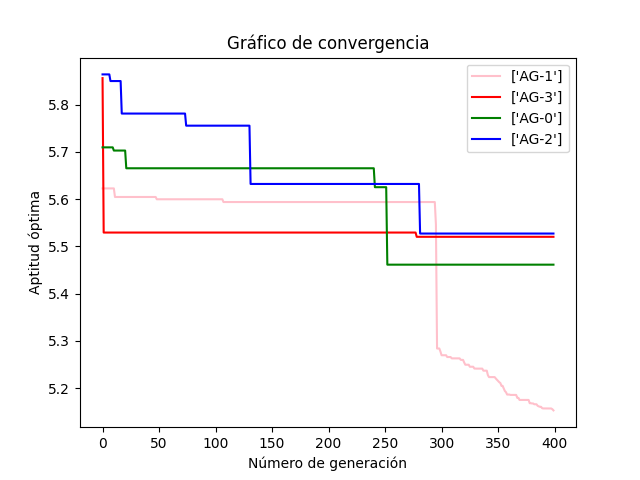 Gráfico de convergencia
['AG-1']
['AG-3']
['AG-0']
['AG-2']
5.8
5.7
5.6
5.5
5.4
5.3
5.2
Aptitud óptima
0 50 100 150 200 250 300 350 400
Número de generación